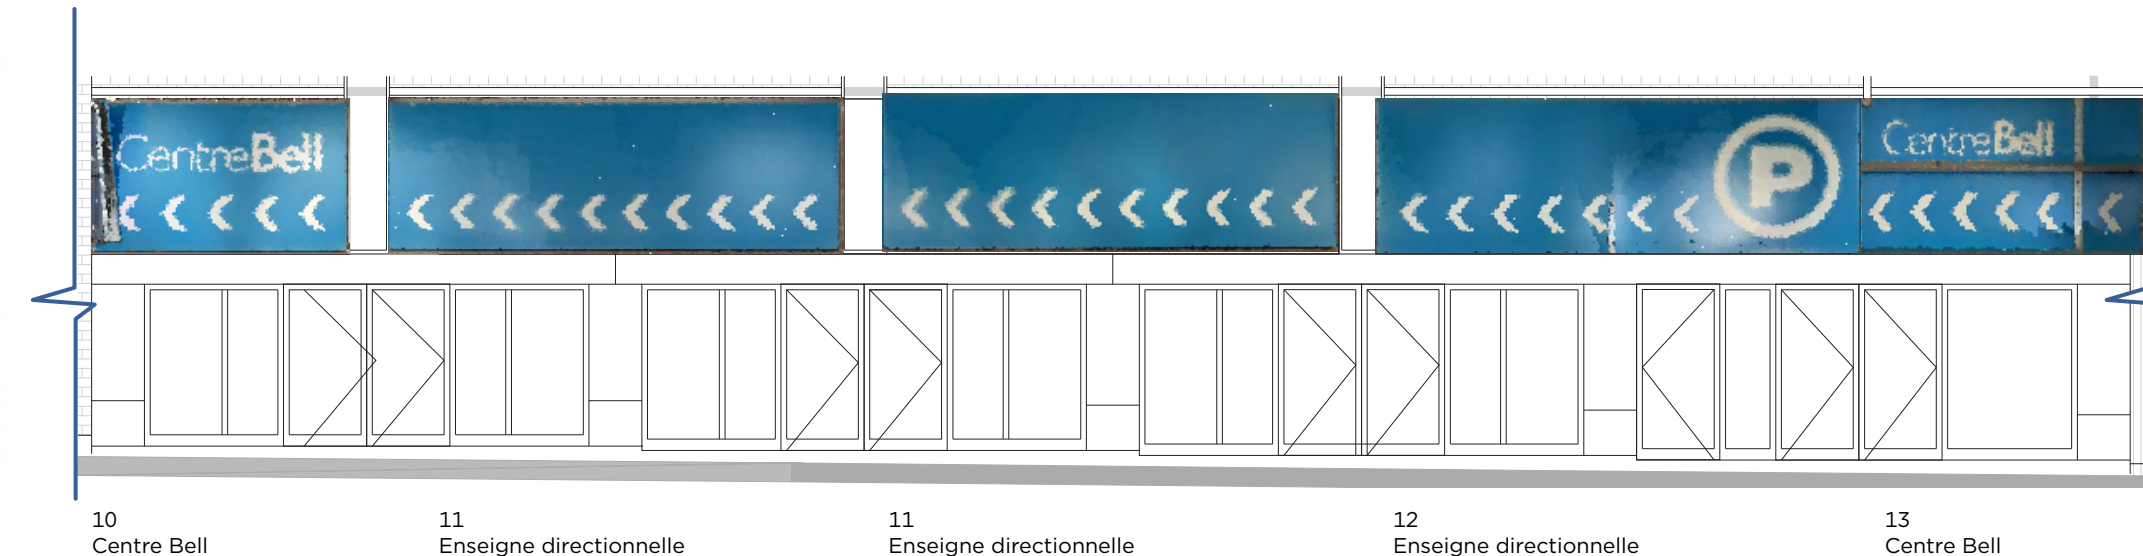 CentreBell
P
CentreBell
10
Centre Bell
11
Enseigne directionnelle
11
Enseigne directionnelle
12
Enseigne directionnelle
13
Centre Bell